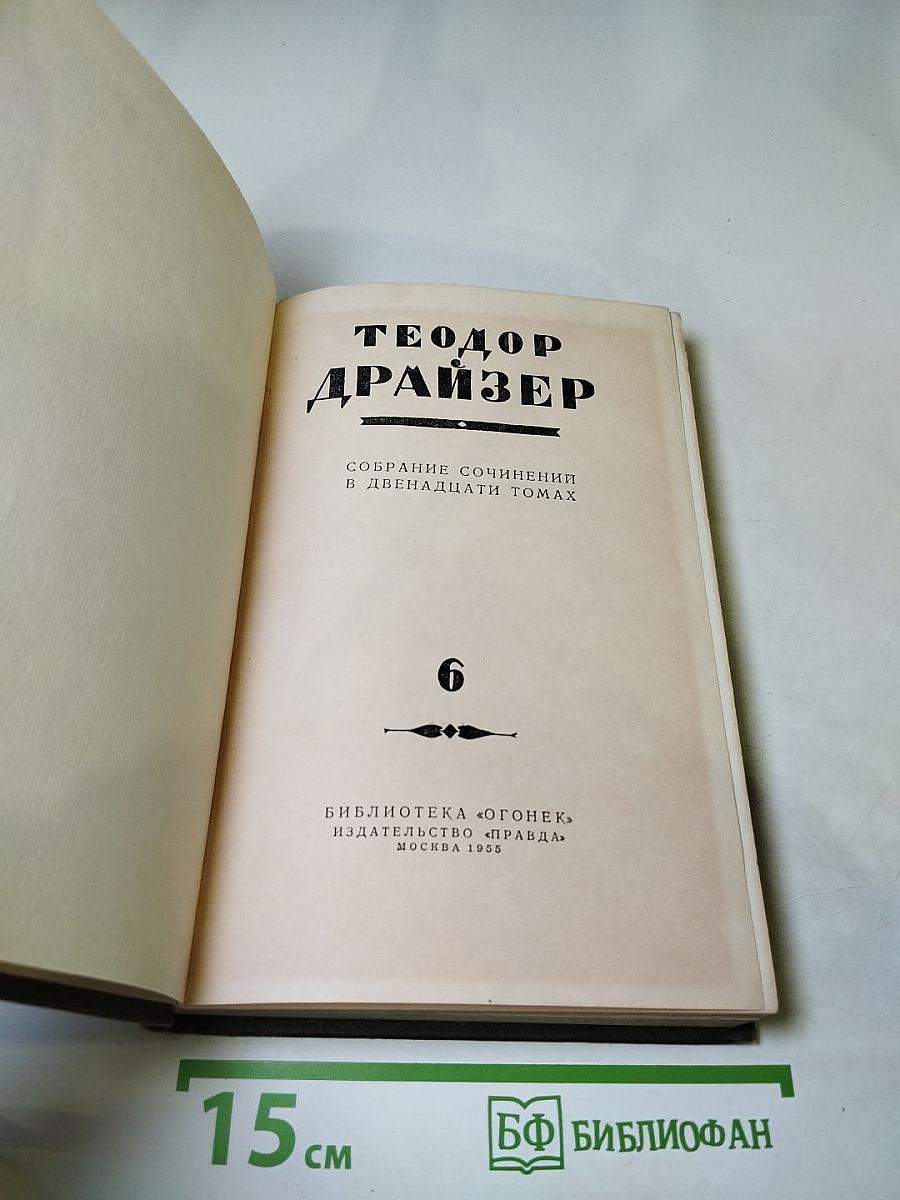 ТЕОДОР
ДРАЙЗЕР
СОБРАНИЕ СОЧИНЕНИЙ
В ДВЕНАДЦАТИ ТОМАХ
6
БИБЛИОТЕКА «ОГОНЕК»
ИЗДАТЕЛЬСТВО «ПРАВДА»
МОСКВА 1955
15 см
БФ БИБЛИОФАН